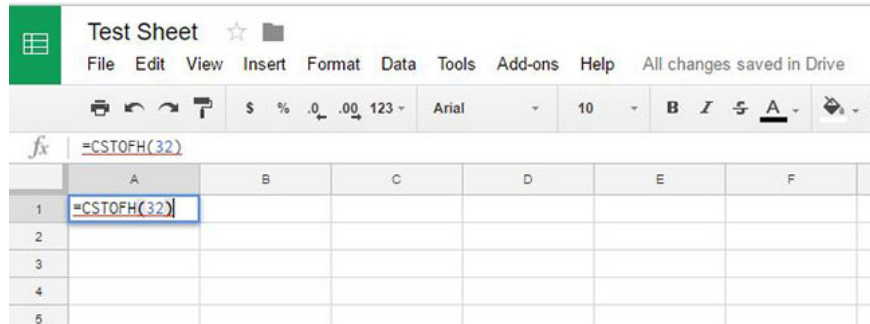 Test Sheet
File Edit View Insert Format Data Tools Add-ons Help All changes saved in Drive
$ % .0 .00 123 Arial 10 B I S A
fx =CSTOFH(32)
A B C D E F
1 =CSTOFH(32)
2
3
4
5